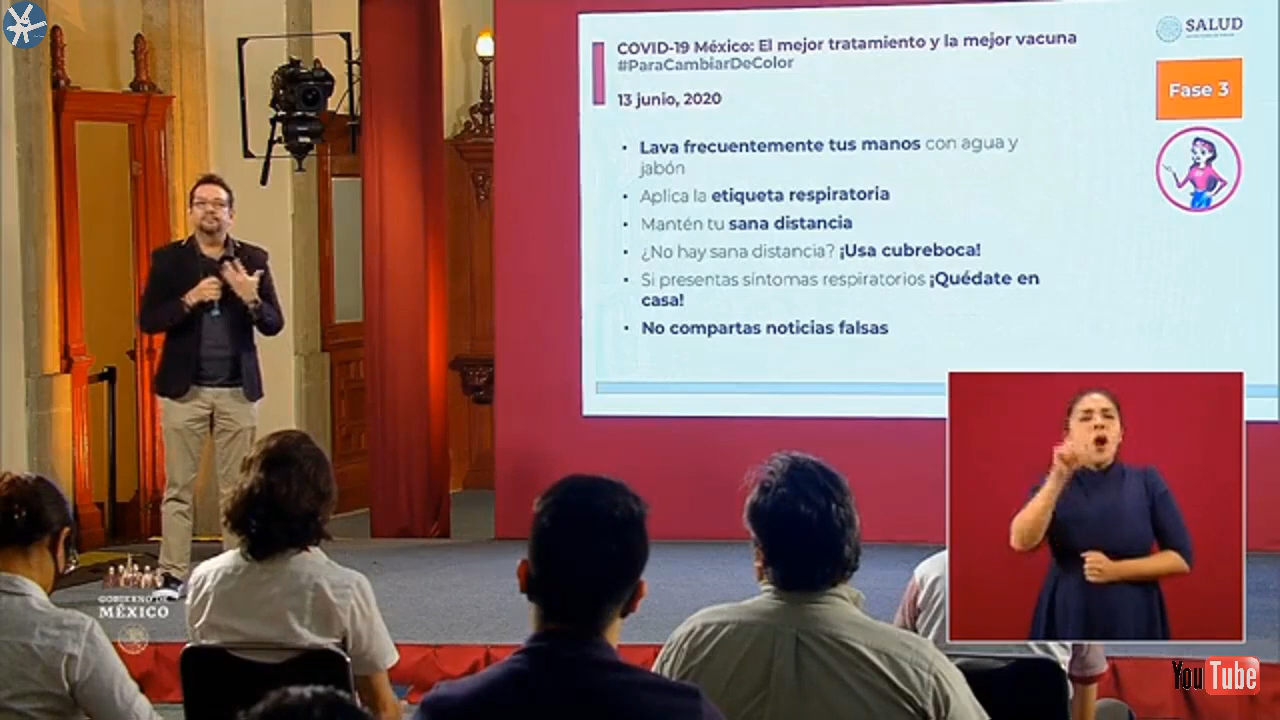 COVID-19 México: El mejor tratamiento y la mejor vacuna
#ParaCambiarDeColor
13 junio, 2020
SALUD
Fase 3
• Lava frecuentemente tus manos con agua y
jabón
• Aplica la etiqueta respiratoria
• Mantén tu sana distancia
• ¿No hay sana distancia? ¡Usa cubreboca!
• Si presentas síntomas respiratorios ¡Quédate en
casa!
• No compartas noticias falsas
GOBIERNO DE
MÉXICO
YouTube